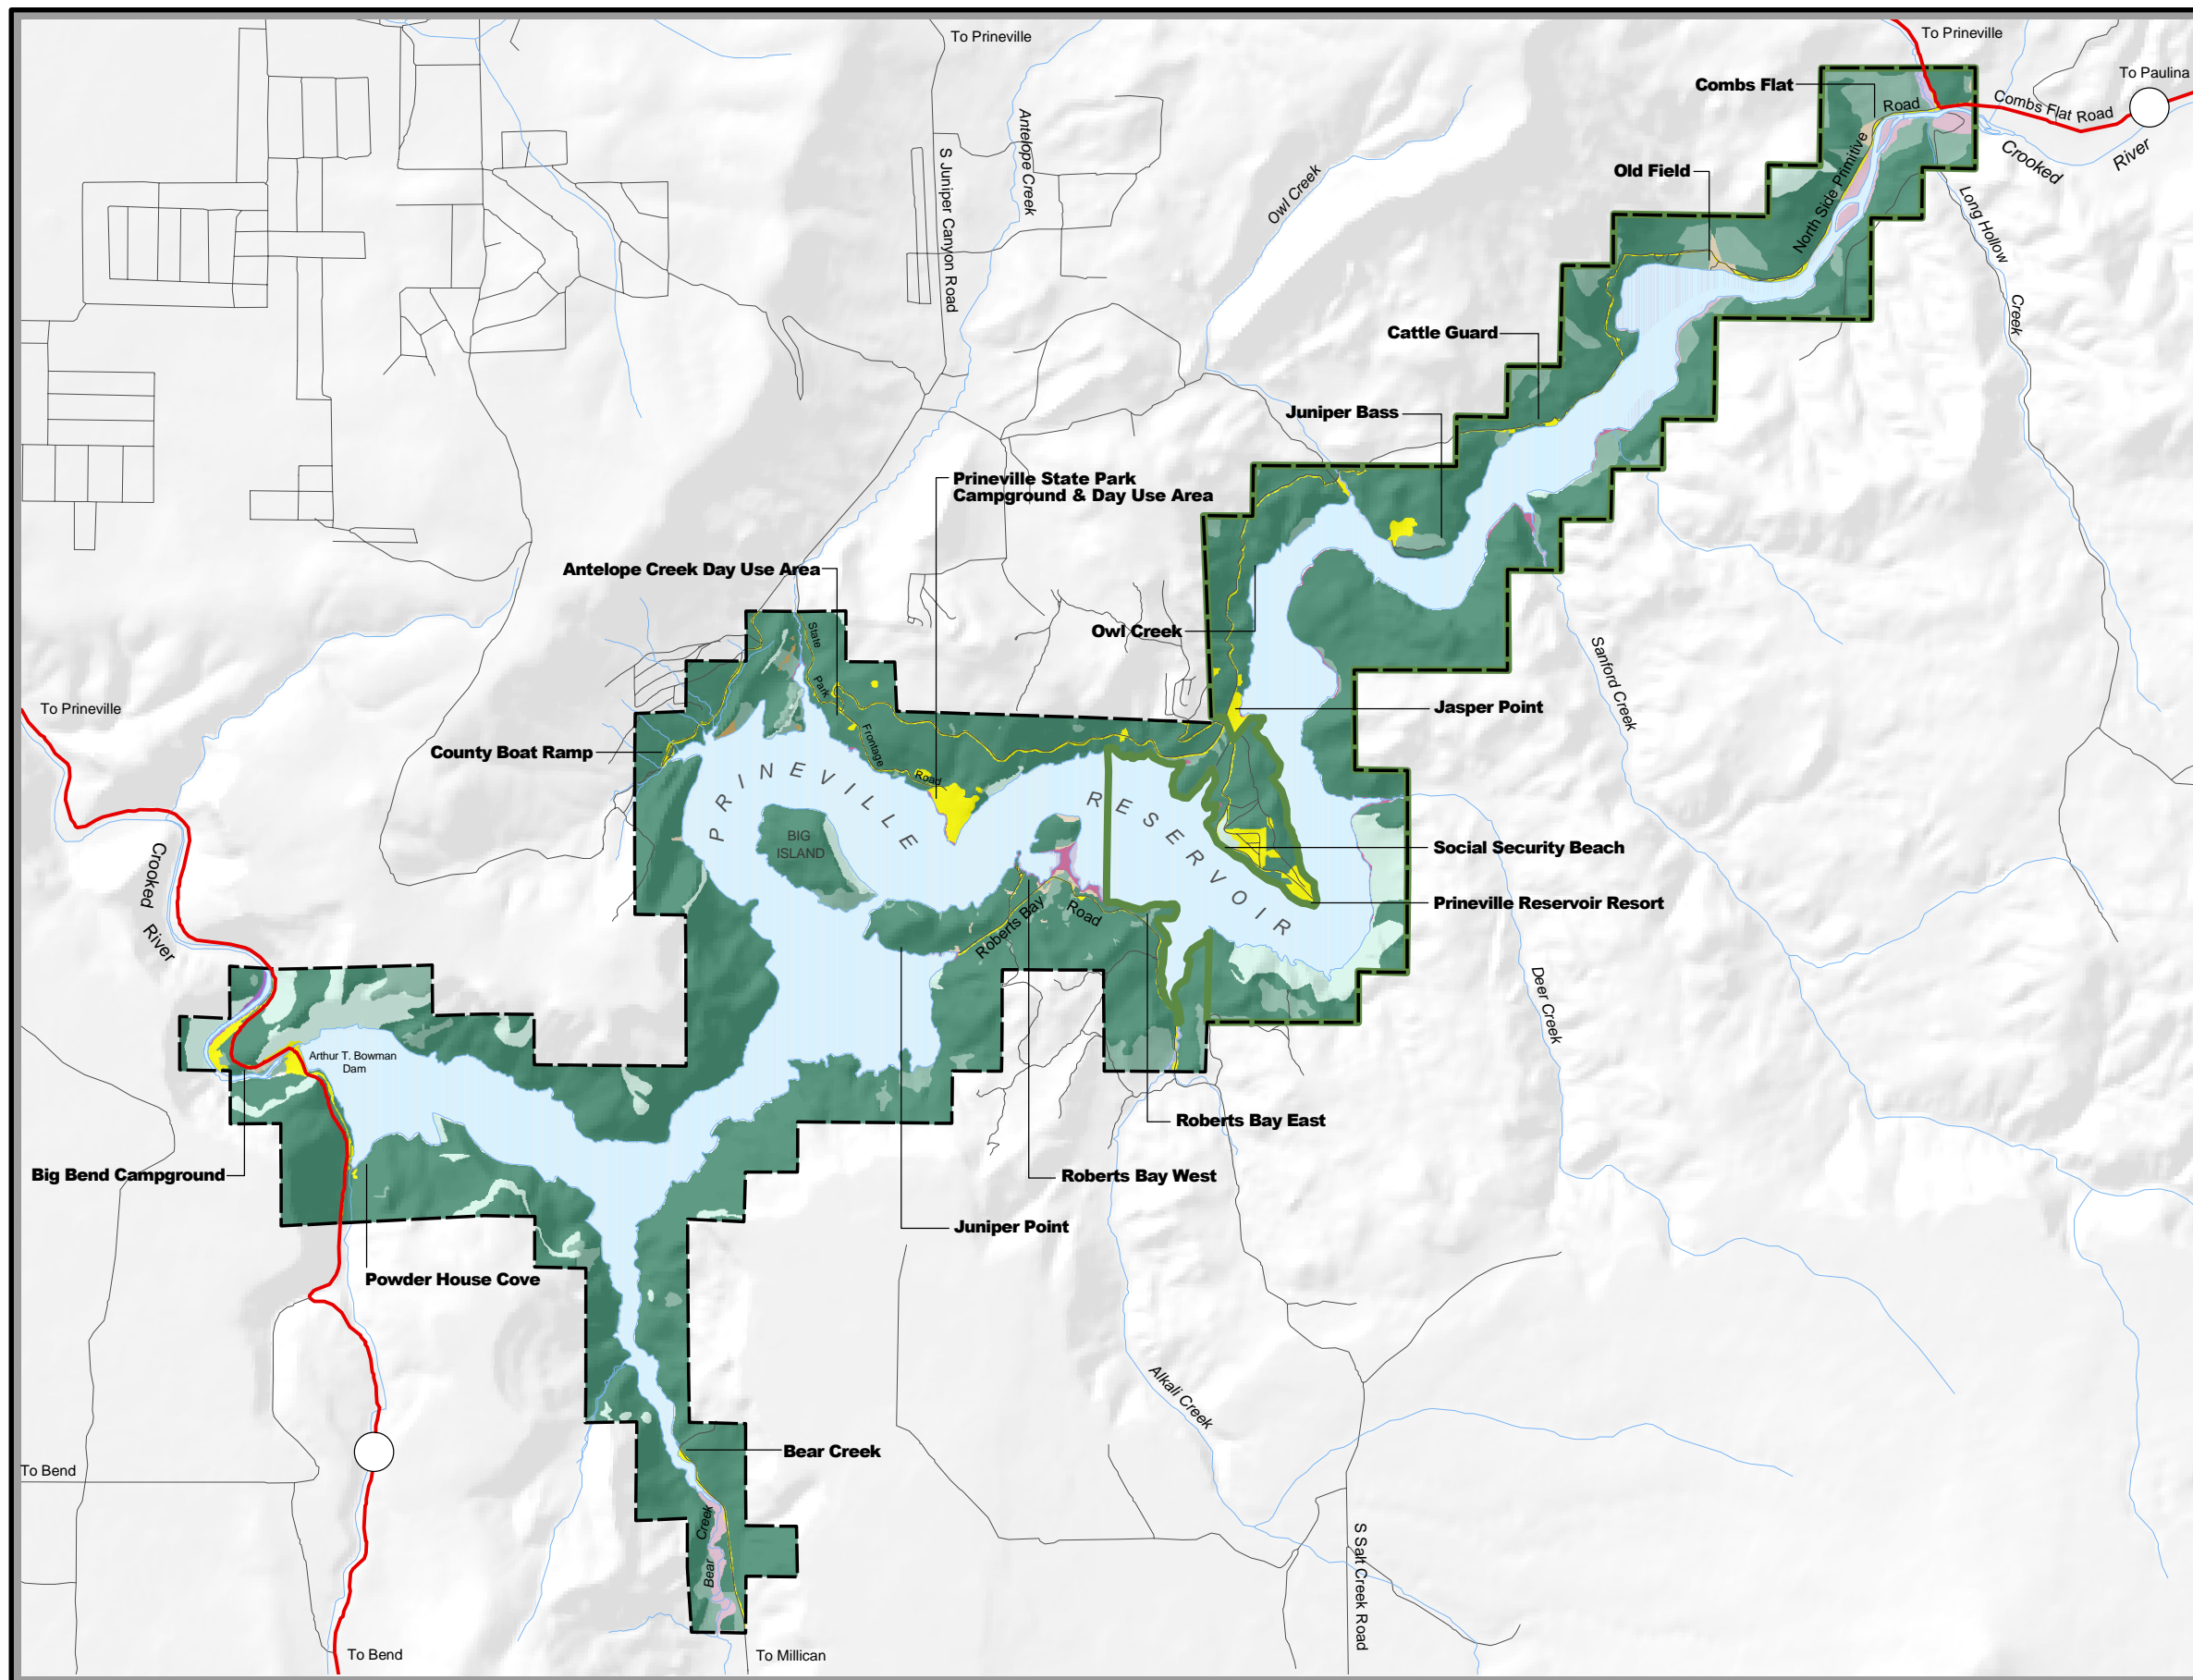 To Prineville
To Prineville
To Paulina
Combs Flat
Road
Combs Flat Road
Crooked
River
North Side Primitive
Old Field
Long Hollow
Creek
Antelope Creek
S Juniper Canyon Road
Owl Creek
Cattle Guard
Juniper Bass
Prineville State Park
Campground & Day Use Area
Antelope Creek Day Use Area
State
Park
Frontage
Road
Owl Creek
Sanford Creek
To Prineville
Jasper Point
County Boat Ramp
PRINEVILLE
RESERVOIR
BIG
ISLAND
Social Security Beach
Prineville Reservoir Resort
Crooked
River
Roberts Bay
Road
Deer Creek
Arthur T. Bowman
Dam
Roberts Bay East
Big Bend Campground
Roberts Bay West
Juniper Point
Powder House Cove
Alkali Creek
Bear Creek
To Bend
Bear
Creek
S Salt Creek Road
To Bend
To Millican